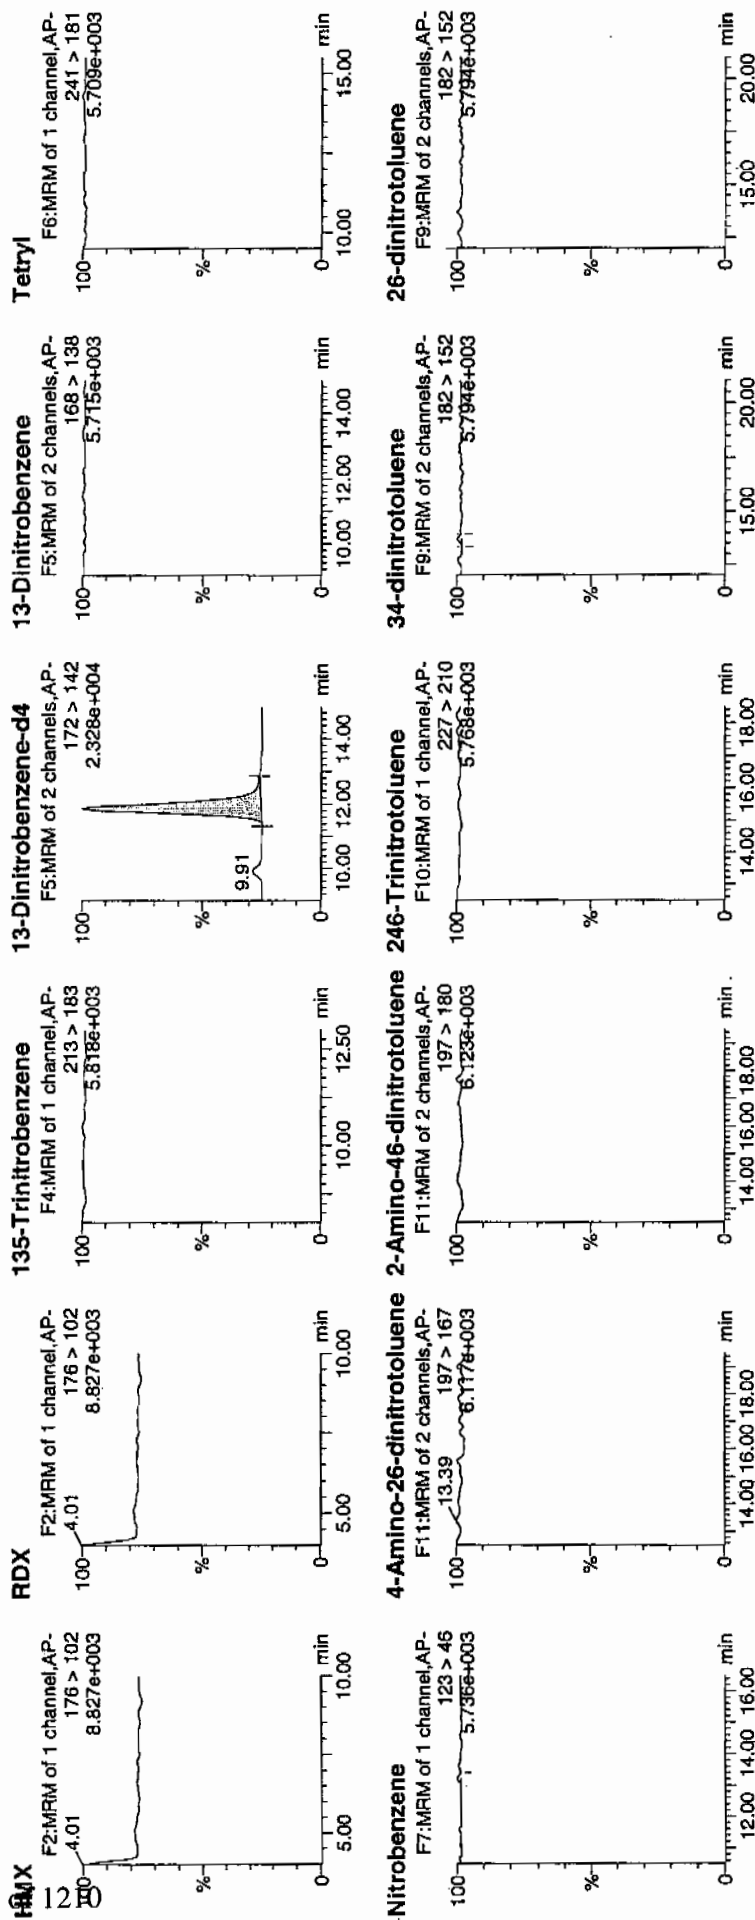 HMX
F2:MRM of 1 channel,AP-
176 > 102
8.827e+003
4.01
100
%
0
5.00 10.00 min
RDX
F2:MRM of 1 channel,AP-
176 > 102
8.827e+003
4.01
100
%
0
5.00 10.00 min
135-Trinitrobenzene
F4:MRM of 1 channel,AP-
213 > 183
5.818e+003
100
%
0
10.00 12.50 min
13-Dinitrobenzene-d4
F5:MRM of 2 channels,AP-
172 > 142
2.328e+004
9.91
100
%
0
10.00 12.00 14.00 min
13-Dinitrobenzene
F5:MRM of 2 channels,AP-
168 > 138
5.715e+003
100
%
0
10.00 12.00 14.00 min
Tetryl
F6:MRM of 1 channel,AP-
241 > 181
5.709e+003
100
%
0
10.00 15.00 min
1210
-Nitrobenzene
F7:MRM of 1 channel,AP-
123 > 46
5.736e+003
100
%
0
12.00 14.00 16.00 min
4-Amino-26-dinitrotoluene
F11:MRM of 2 channels,AP-
197 > 167
6.117e+003
13.39
100
%
0
14.00 16.00 18.00 min
2-Amino-46-dinitrotoluene
F11:MRM of 2 channels,AP-
197 > 180
6.123e+003
100
%
0
14.00 16.00 18.00 min
246-Trinitrotoluene
F10:MRM of 1 channel,AP-
227 > 210
5.768e+003
100
%
0
14.00 16.00 18.00 min
34-dinitrotoluene
F9:MRM of 2 channels,AP-
182 > 152
5.794e+003
100
%
0
15.00 20.00 min
26-dinitrotoluene
F9:MRM of 2 channels,AP-
182 > 152
5.794e+003
100
%
0
15.00 20.00 min